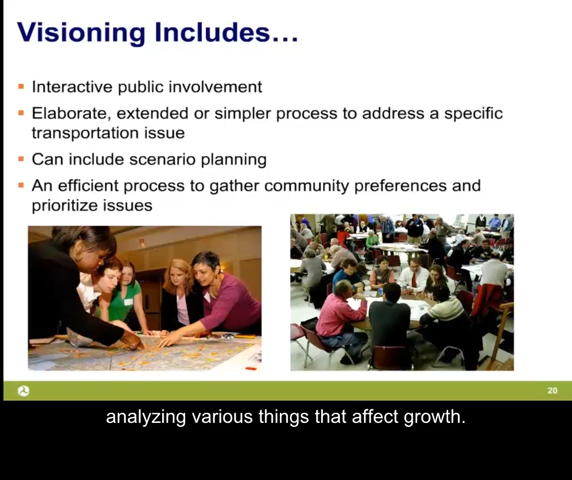 Visioning Includes…
Interactive public involvement
Elaborate, extended or simpler process to address a specific
transportation issue
Can include scenario planning
An efficient process to gather community preferences and
prioritize issues
20
analyzing various things that affect growth.